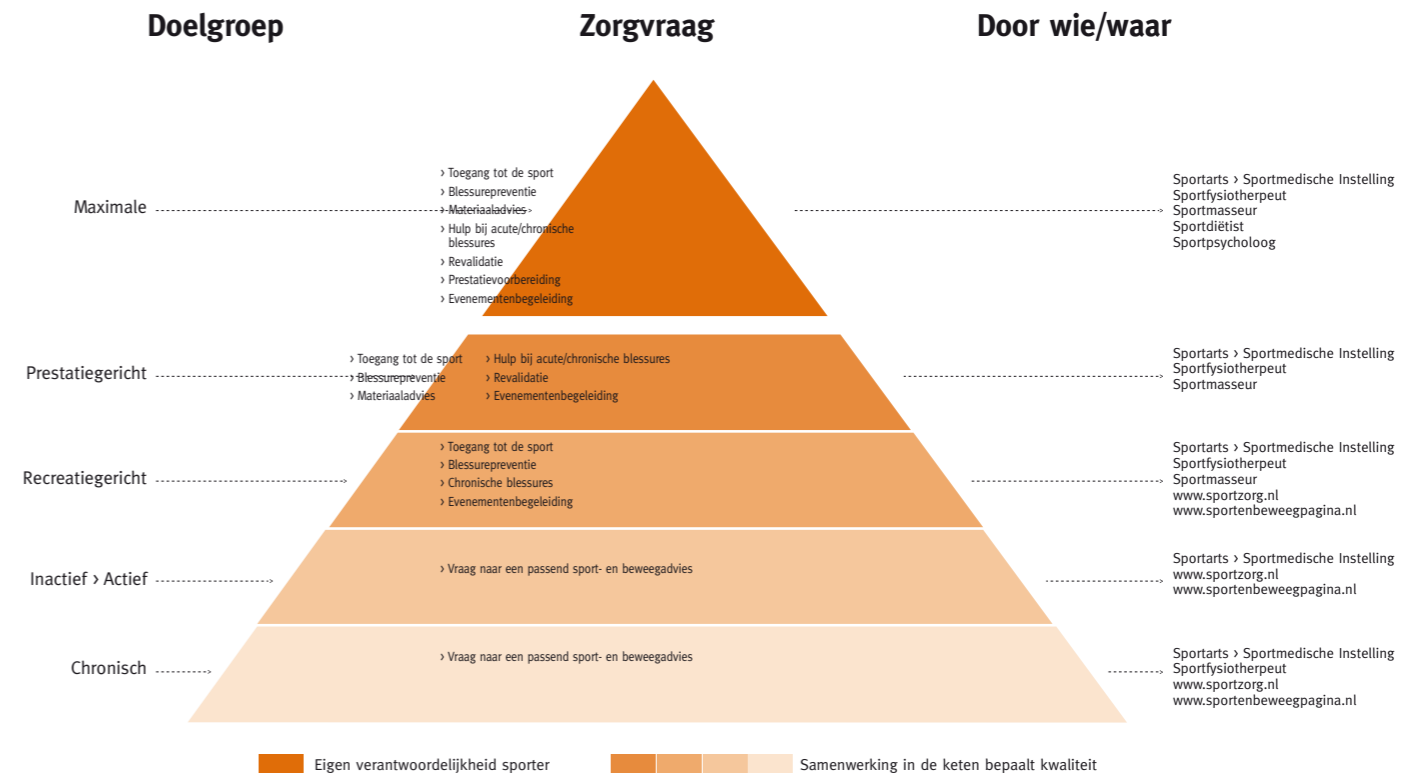 Doelgroep
Zorgvraag
Door wie/waar
Maximale
› Toegang tot de sport
› Blessurepreventie
› Materiaaladvies
› Hulp bij acute/chronische
blessures
› Revalidatie
› Prestatievoorbereiding
› Evenementenbegeleiding
Sportarts › Sportmedische Instelling
Sportfysiotherpeut
Sportmasseur
Sportdiëtist
Sportpsycholoog
Prestatiegericht
› Toegang tot de sport
› Blessurepreventie
› Materiaaladvies
› Hulp bij acute/chronische blessures
› Revalidatie
› Evenementenbegeleiding
Sportarts › Sportmedische Instelling
Sportfysiotherpeut
Sportmasseur
Recreatiegericht
› Toegang tot de sport
› Blessurepreventie
› Chronische blessures
› Evenementenbegeleiding
Sportarts › Sportmedische Instelling
Sportfysiotherpeut
Sportmasseur
www.sportzorg.nl
www.sportenbeweegpagina.nl
Inactief › Actief
› Vraag naar een passend sport- en beweegadvies
Sportarts › Sportmedische Instelling
www.sportzorg.nl
www.sportenbeweegpagina.nl
Chronisch
› Vraag naar een passend sport- en beweegadvies
Sportarts › Sportmedische Instelling
Sportfysiotherpeut
www.sportzorg.nl
www.sportenbeweegpagina.nl
Eigen verantwoordelijkheid sporter
Samenwerking in de keten bepaalt kwaliteit